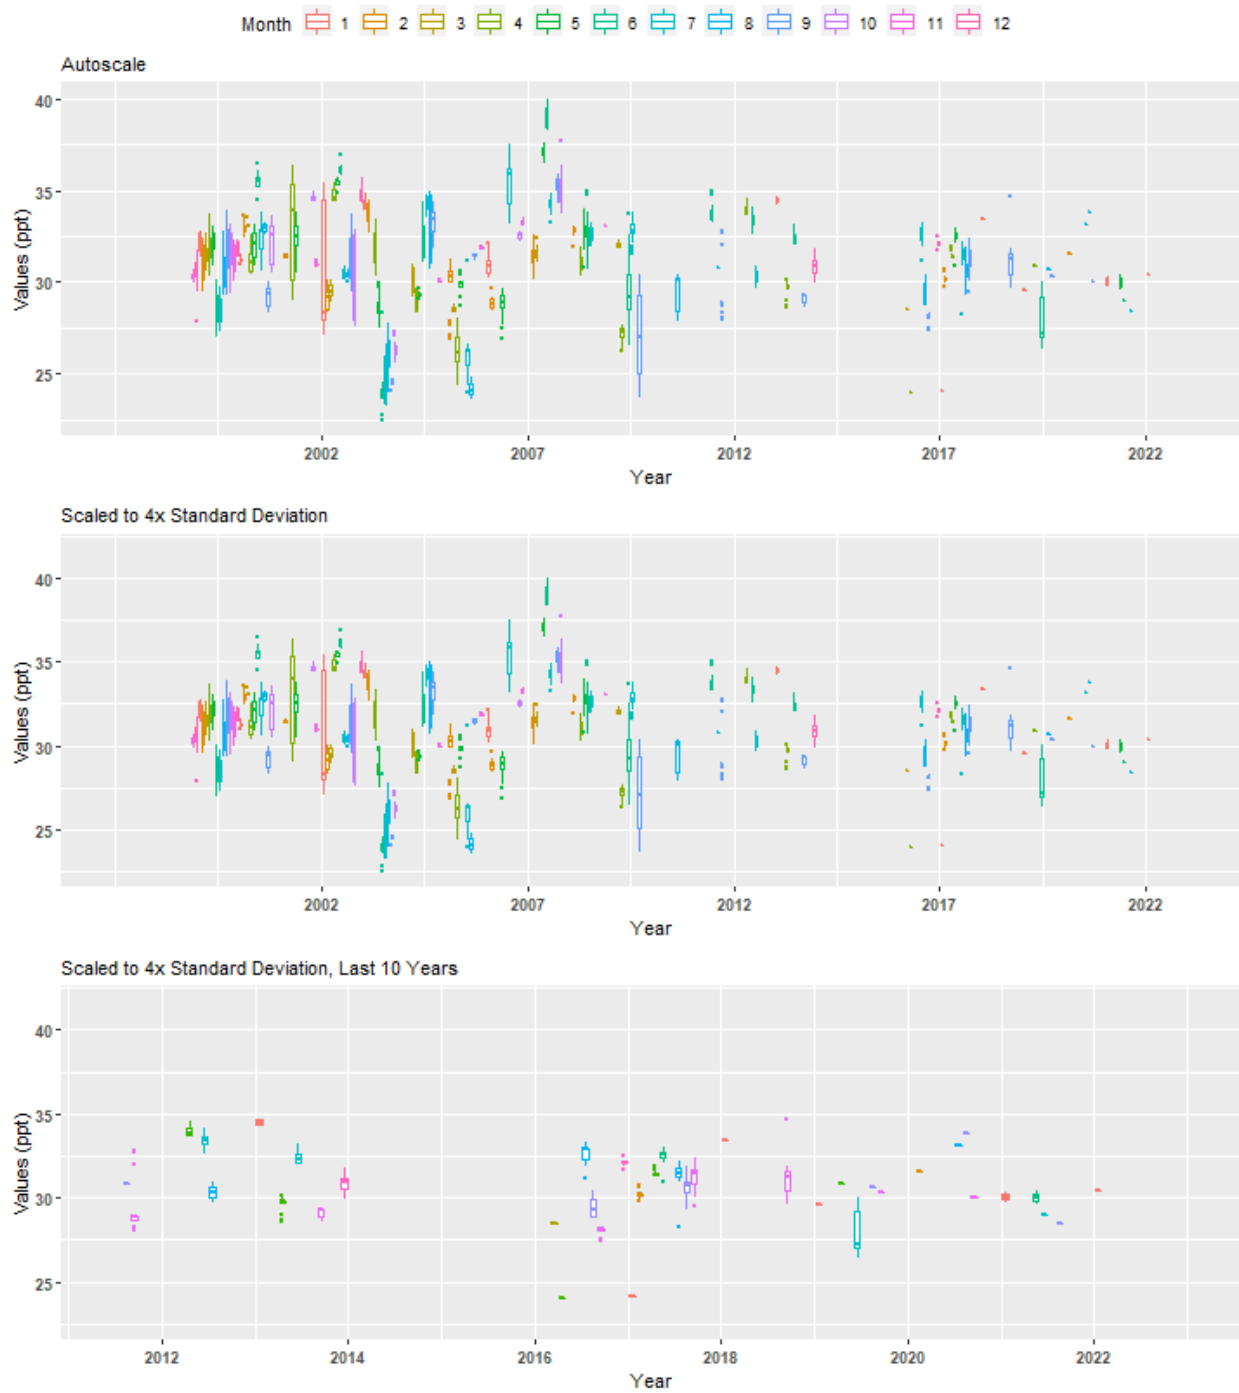 Month 1 2 3 4 5 6 7 8 9 10 11 12
Autoscale
40
35
30
25
Values (ppt)
2002 2007 2012 2017 2022
Year
Scaled to 4x Standard Deviation
40
35
30
25
Values (ppt)
2002 2007 2012 2017 2022
Year
Scaled to 4x Standard Deviation, Last 10 Years
40
35
30
25
Values (ppt)
2012 2014 2016 2018 2020 2022
Year